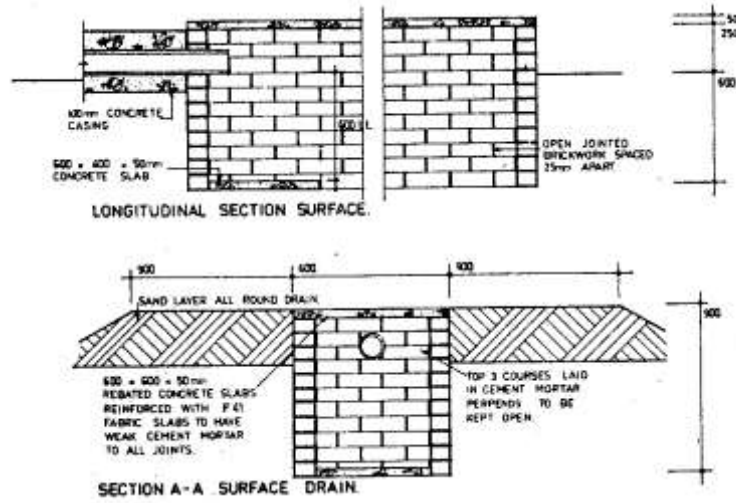 50
250
600
100mm CONCRETE
CASING
600 x 400 x 50mm
CONCRETE SLAB
OPEN JOINTED
BRICKWORK SPACED
25mm APART
LONGITUDINAL SECTION SURFACE.
900
600
900
SAND LAYER ALL ROUND DRAIN.
900
600 x 600 x 50mm
REBATED CONCRETE SLABS
REINFORCED WITH F 41
FABRIC SLABS TO HAVE
WEAK CEMENT MORTAR
TO ALL JOINTS.
TOP 3 COURSES LAID
IN CEMENT MORTAR
PERPENDS TO BE
KEPT OPEN.
SECTION A-A SURFACE DRAIN.